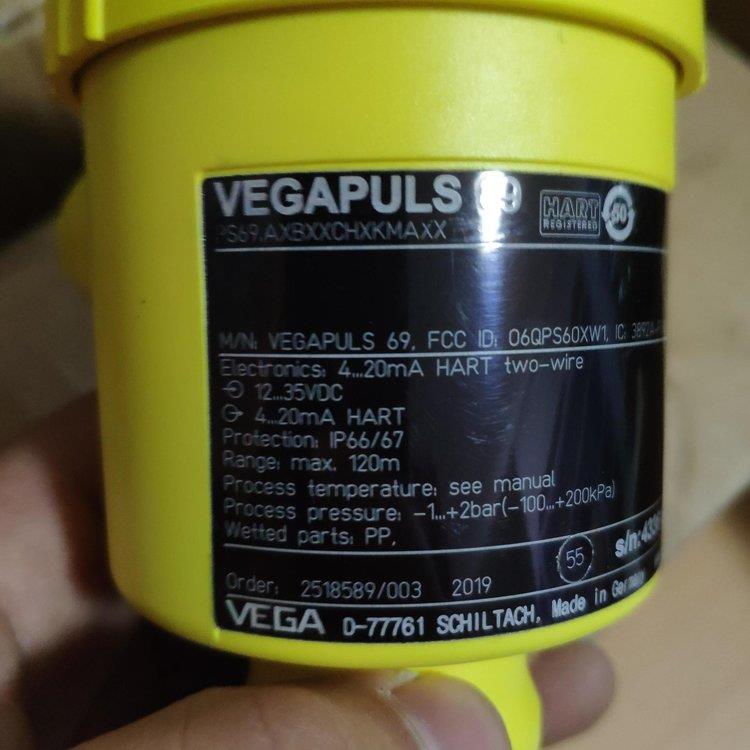 VEGAPULS 69
HART
REGISTERED
PS69.AXBXXCHXKMAXX
M/N: VEGAPULS 69, FCC ID: O6QPS60XW1, IC: 3892A-
Electronics: 4...20mA HART two-wire
12...35VDC
4...20mA HART
Protection: IP66/67
Range: max. 120m
Process temperature: see manual
Process pressure: -1...+2bar(-100...+200kPa)
Wetted parts: PP,
55
s/n:
Order: 2518589/003 2019
VEGA D-77761 SCHILTACH, Made in Germany